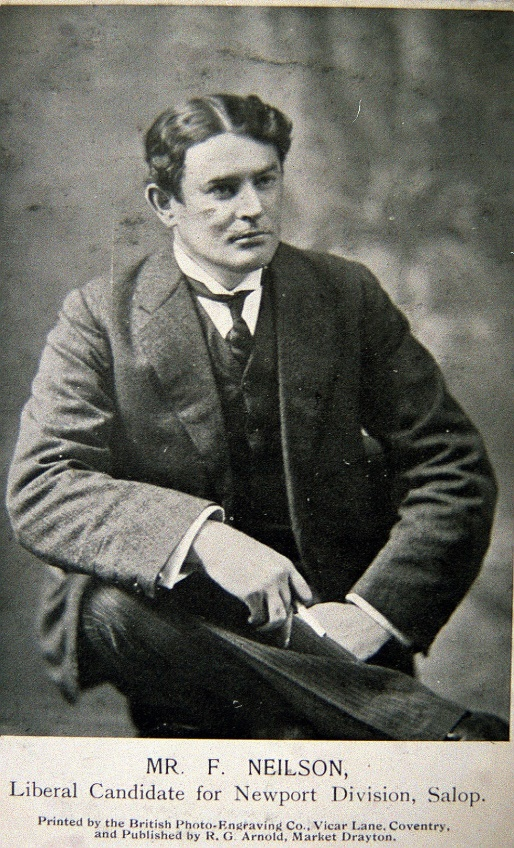 MR. F. NEILSON,
Liberal Candidate for Newport Division, Salop.
Printed by the British Photo-Engraving Co., Vicar Lane, Coventry,
and Published by R. G. Arnold, Market Drayton.